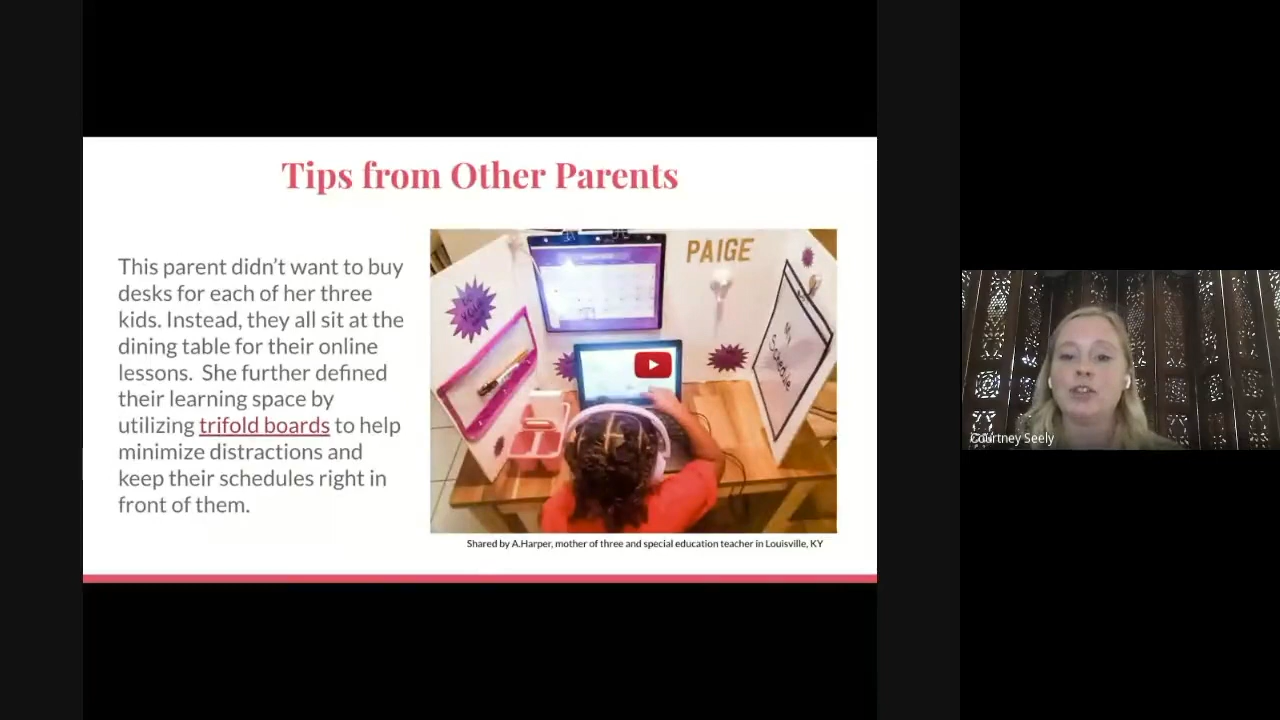 Tips from Other Parents
This parent didn't want to buy
desks for each of her three
kids. Instead, they all sit at the
dining table for their online
lessons.  She further defined
their learning space by
utilizing trifold boards to help
minimize distractions and
keep their schedules right in
front of them.
PAIGE
Schedule
Shared by A.Harper, mother of three and special education teacher in Louisville, KY
Courtney Seely